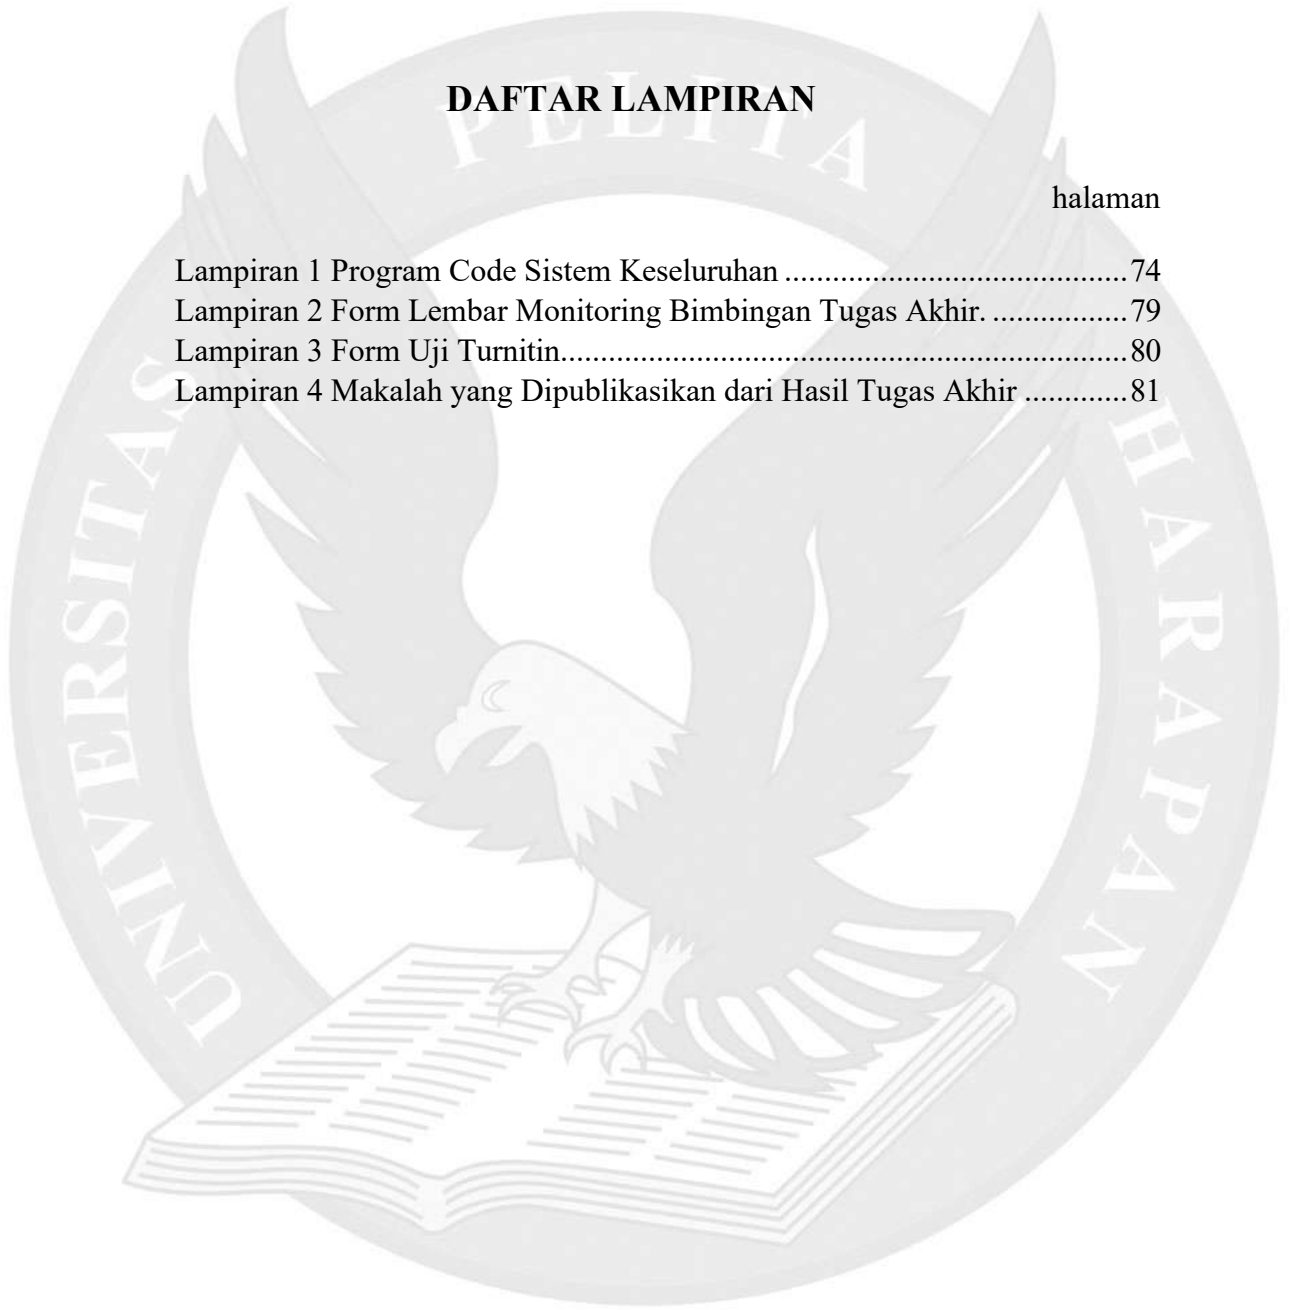 DAFTAR LAMPIRAN
PELITA
halaman
Lampiran 1 Program Code Sistem Keseluruhan ............................................ 74
Lampiran 2 Form Lembar Monitoring Bimbingan Tugas Akhir. ................. 79
Lampiran 3 Form Uji Turnitin........................................................................ 80
Lampiran 4 Makalah yang Dipublikasikan dari Hasil Tugas Akhir ............. 81
UNIVERSITAS
HARAPAN